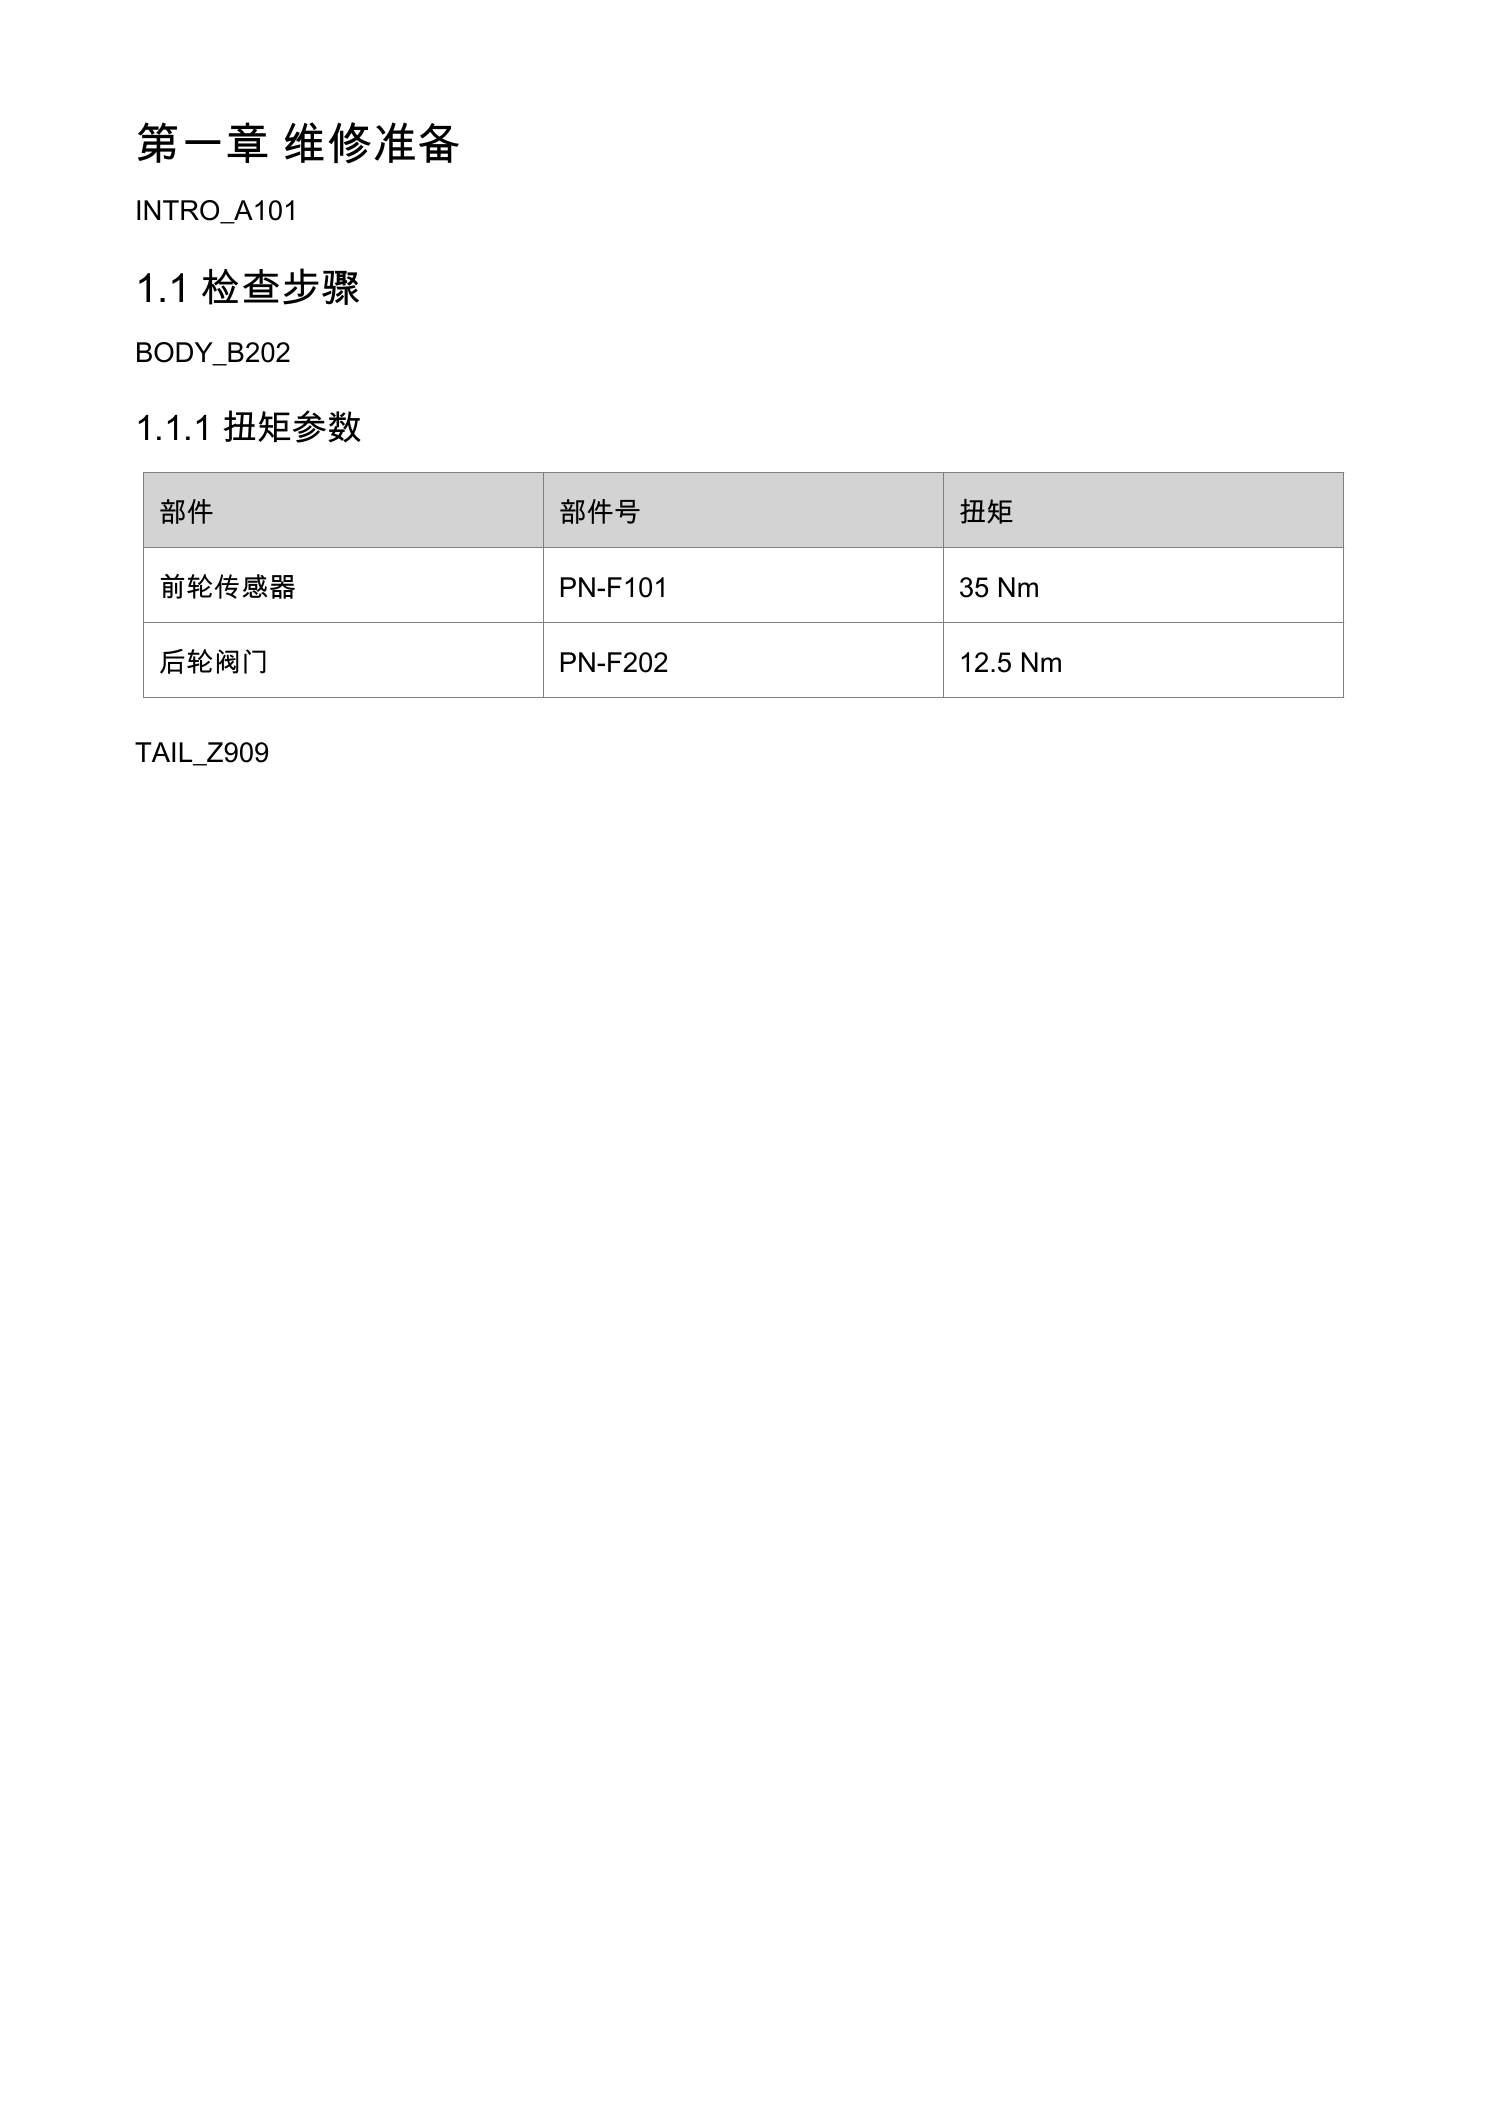 第一章 维修准备
INTRO_A101
1.1 检查步骤
BODY_B202
1.1.1 扭矩参数
部件 部件号 扭矩
前轮传感器 PN-F101 35 Nm
后轮阀门 PN-F202 12.5 Nm
TAIL_Z909